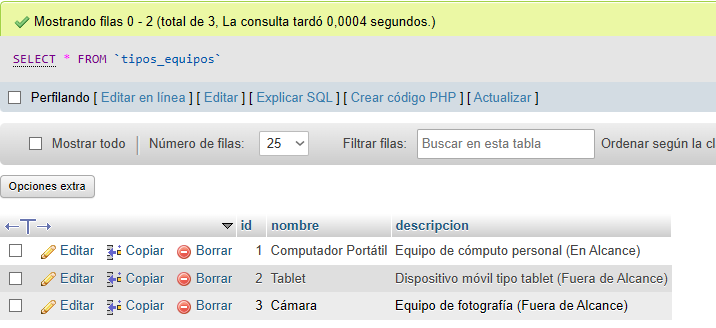 Mostrando filas 0 - 2 (total de 3, La consulta tardó 0,0004 segundos.)
SELECT * FROM `tipos_equipos`
Perfilando [ Editar en línea ] [ Editar ] [ Explicar SQL ] [ Crear código PHP ] [ Actualizar ]
Mostrar todo Número de filas: 25 Filtrar filas: Buscar en esta tabla Ordenar según la cl
Opciones extra
id nombre descripcion
Editar Copiar Borrar 1 Computador Portátil Equipo de cómputo personal (En Alcance)
Editar Copiar Borrar 2 Tablet Dispositivo móvil tipo tablet (Fuera de Alcance)
Editar Copiar Borrar 3 Cámara Equipo de fotografía (Fuera de Alcance)